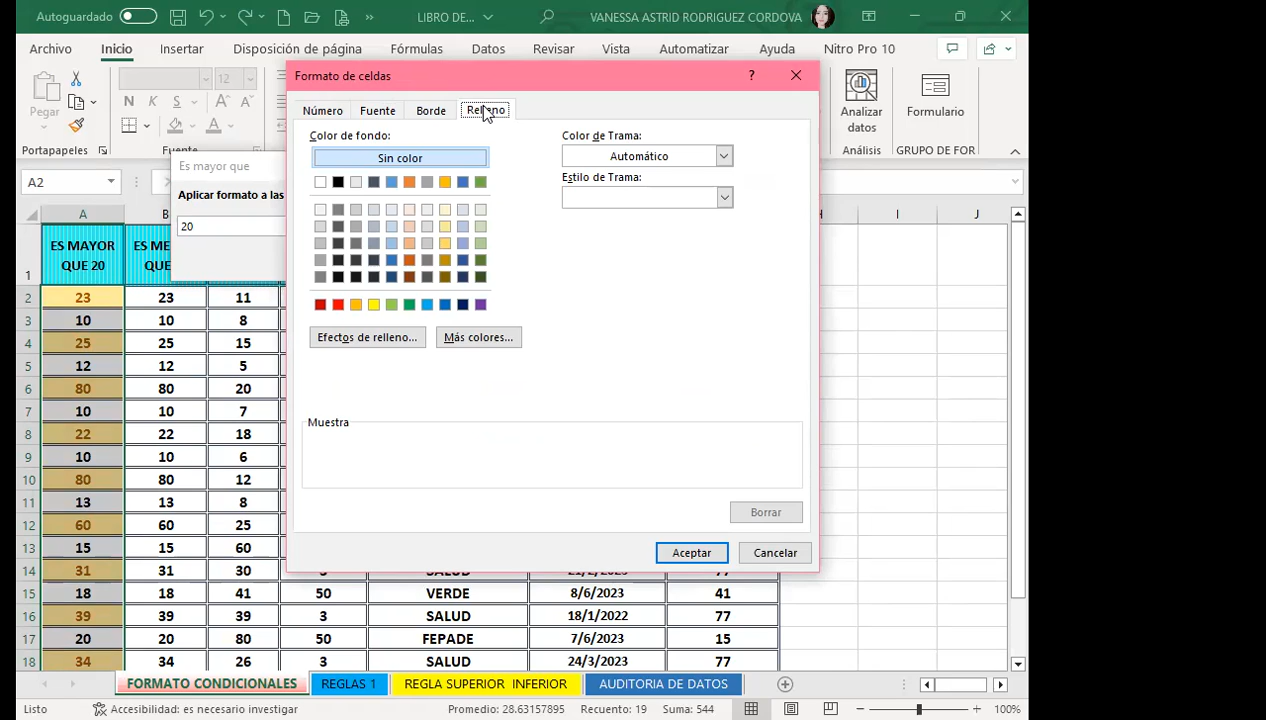 Autoguardado LIBRO DE... VANESSA ASTRID RODRIGUEZ CORDOVA
Archivo Inicio Insertar Disposición de página Fórmulas Datos Revisar Vista Automatizar Ayuda Nitro Pro 10
Pegar
12
N K S
Portapapeles Fuente
Analizar datos
Análisis
Formulario
GRUPO DE FOR
Formato de celdas
Número Fuente Borde Relleno
Color de fondo:
Sin color
Efectos de relleno... Más colores...
Color de Trama:
Automático
Estilo de Trama:
Muestra
Borrar
Aceptar Cancelar
Es mayor que
Aplicar formato a las
20
A2
A B H I J
1 ES MAYOR QUE 20 ES ME QUE
2 23 23 11
3 10 10 8
4 25 25 15
5 12 12 5
6 80 80 20
7 10 10 7
8 22 22 18
9 10 10 6
10 80 80 12
11 13 13 8
12 60 60 25
13 15 15 60
14 31 31 30 3 SALUD 21/2/2023 77
15 18 18 41 50 VERDE 8/6/2023 41
16 39 39 39 3 SALUD 18/1/2022 77
17 20 20 80 50 FEPADE 7/6/2023 15
18 34 34 26 3 SALUD 24/3/2023 77
FORMATO CONDICIONALES REGLAS 1 REGLA SUPERIOR INFERIOR AUDITORIA DE DATOS
Listo Accesibilidad: es necesario investigar Promedio: 28.63157895 Recuento: 19 Suma: 544 100%